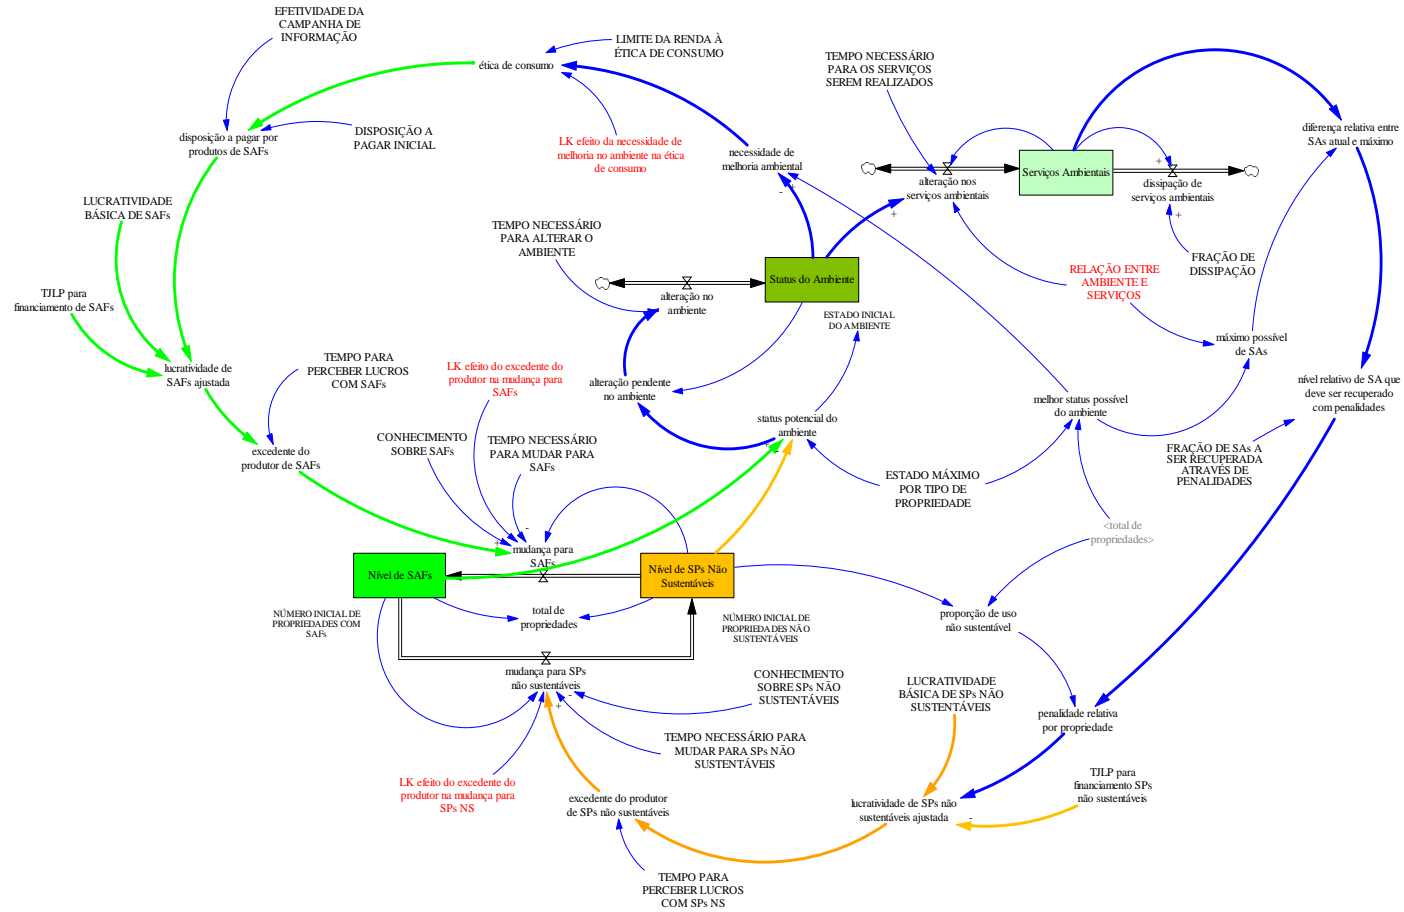 EFETIVIDADE DA
CAMPANHA DE
INFORMAÇÃO
LIMITE DA RENDA À
ÉTICA DE CONSUMO
ética de consumo
TEMPO NECESSÁRIO
PARA OS SERVIÇOS
SEREM REALIZADOS
diferença relativa entre
SAs atual e máximo
disposição a pagar por
produtos de SAFs
DISPOSIÇÃO A
PAGAR INICIAL
LK efeito da necessidade de
melhoria no ambiente na ética
de consumo
necessidade de
melhoria ambiental
alteração nos
serviços ambientais
Serviços Ambientais
dissipação de
serviços ambientais
LUCRATIVIDADE
BÁSICA DE SAFs
TEMPO NECESSÁRIO
PARA ALTERAR O
AMBIENTE
FRAÇÃO DE
DISSIPAÇÃO
Status do Ambiente
RELAÇÃO ENTRE
AMBIENTE E
SERVIÇOS
TJLP para
financiamento de SAFs
alteração no
ambiente
ESTADO INICIAL
DO AMBIENTE
máximo possível
de SAs
TEMPO PARA
PERCEBER LUCROS
COM SAFs
lucratividade de
SAFs ajustada
LK efeito do excedente do
produtor na mudança para
SAFs
alteração pendente
no ambiente
nível relativo de SA que
deve ser recuperado
com penalidades
melhor status possível
do ambiente
status potencial do
ambiente
CONHECIMENTO
SOBRE SAFs
TEMPO NECESSÁRIO
PARA MUDAR PARA
SAFs
excedente do
produtor de SAFs
FRAÇÃO DE SAs A
SER RECUPERADA
ATRAVÉS DE
PENALIDADES
ESTADO MÁXIMO
POR TIPO DE
PROPRIEDADE
<total de
propriedades>
mudança para
SAFs
Nível de SAFs
Nível de SPs Não
Sustentáveis
NÚMERO INICIAL DE
PROPRIEDADES COM
SAFs
total de
propriedades
NÚMERO INICIAL DE
PROPRIEDADES NÃO
SUSTENTÁVEIS
proporção de uso
não sustentável
mudança para SPs
não sustentáveis
CONHECIMENTO
SOBRE SPs NÃO
SUSTENTÁVEIS
LUCRATIVIDADE
BÁSICA DE SPs NÃO
SUSTENTÁVEIS
penalidade relativa
por propriedade
TEMPO NECESSÁRIO PARA
MUDAR PARA SPs NÃO
SUSTENTÁVEIS
LK efeito do excedente do
produtor na mudança para
SPs NS
TJLP para
financiamento SPs
não sustentáveis
excedente do produtor
de SPs não sustentáveis
lucratividade de SPs não
sustentáveis ajustada
TEMPO PARA
PERCEBER LUCROS
COM SPs NS